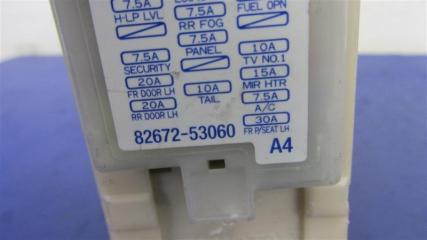 7.5A
H-LP LVL
7.5A
SECURITY
20A
FR DOOR LH
20A
RR DOOR LH
7.5A
RR FOG
7.5A
PANEL
10A
TAIL
FUEL OPN
10A
TV NO.1
15A
MIR HTR
7.5A
A/C
30A
FR P/SEAT LH
82672-53060
A4